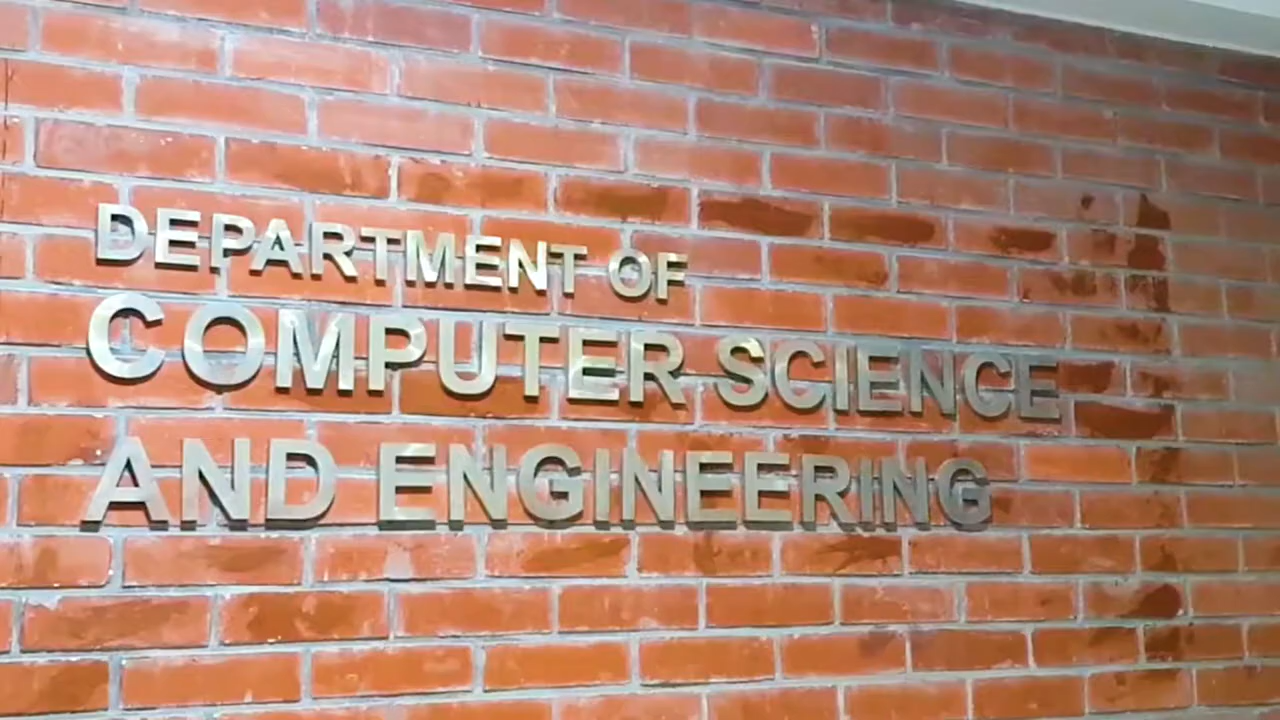 DEPARTMENT OF
COMPUTER SCIENCE
AND ENGINEERING